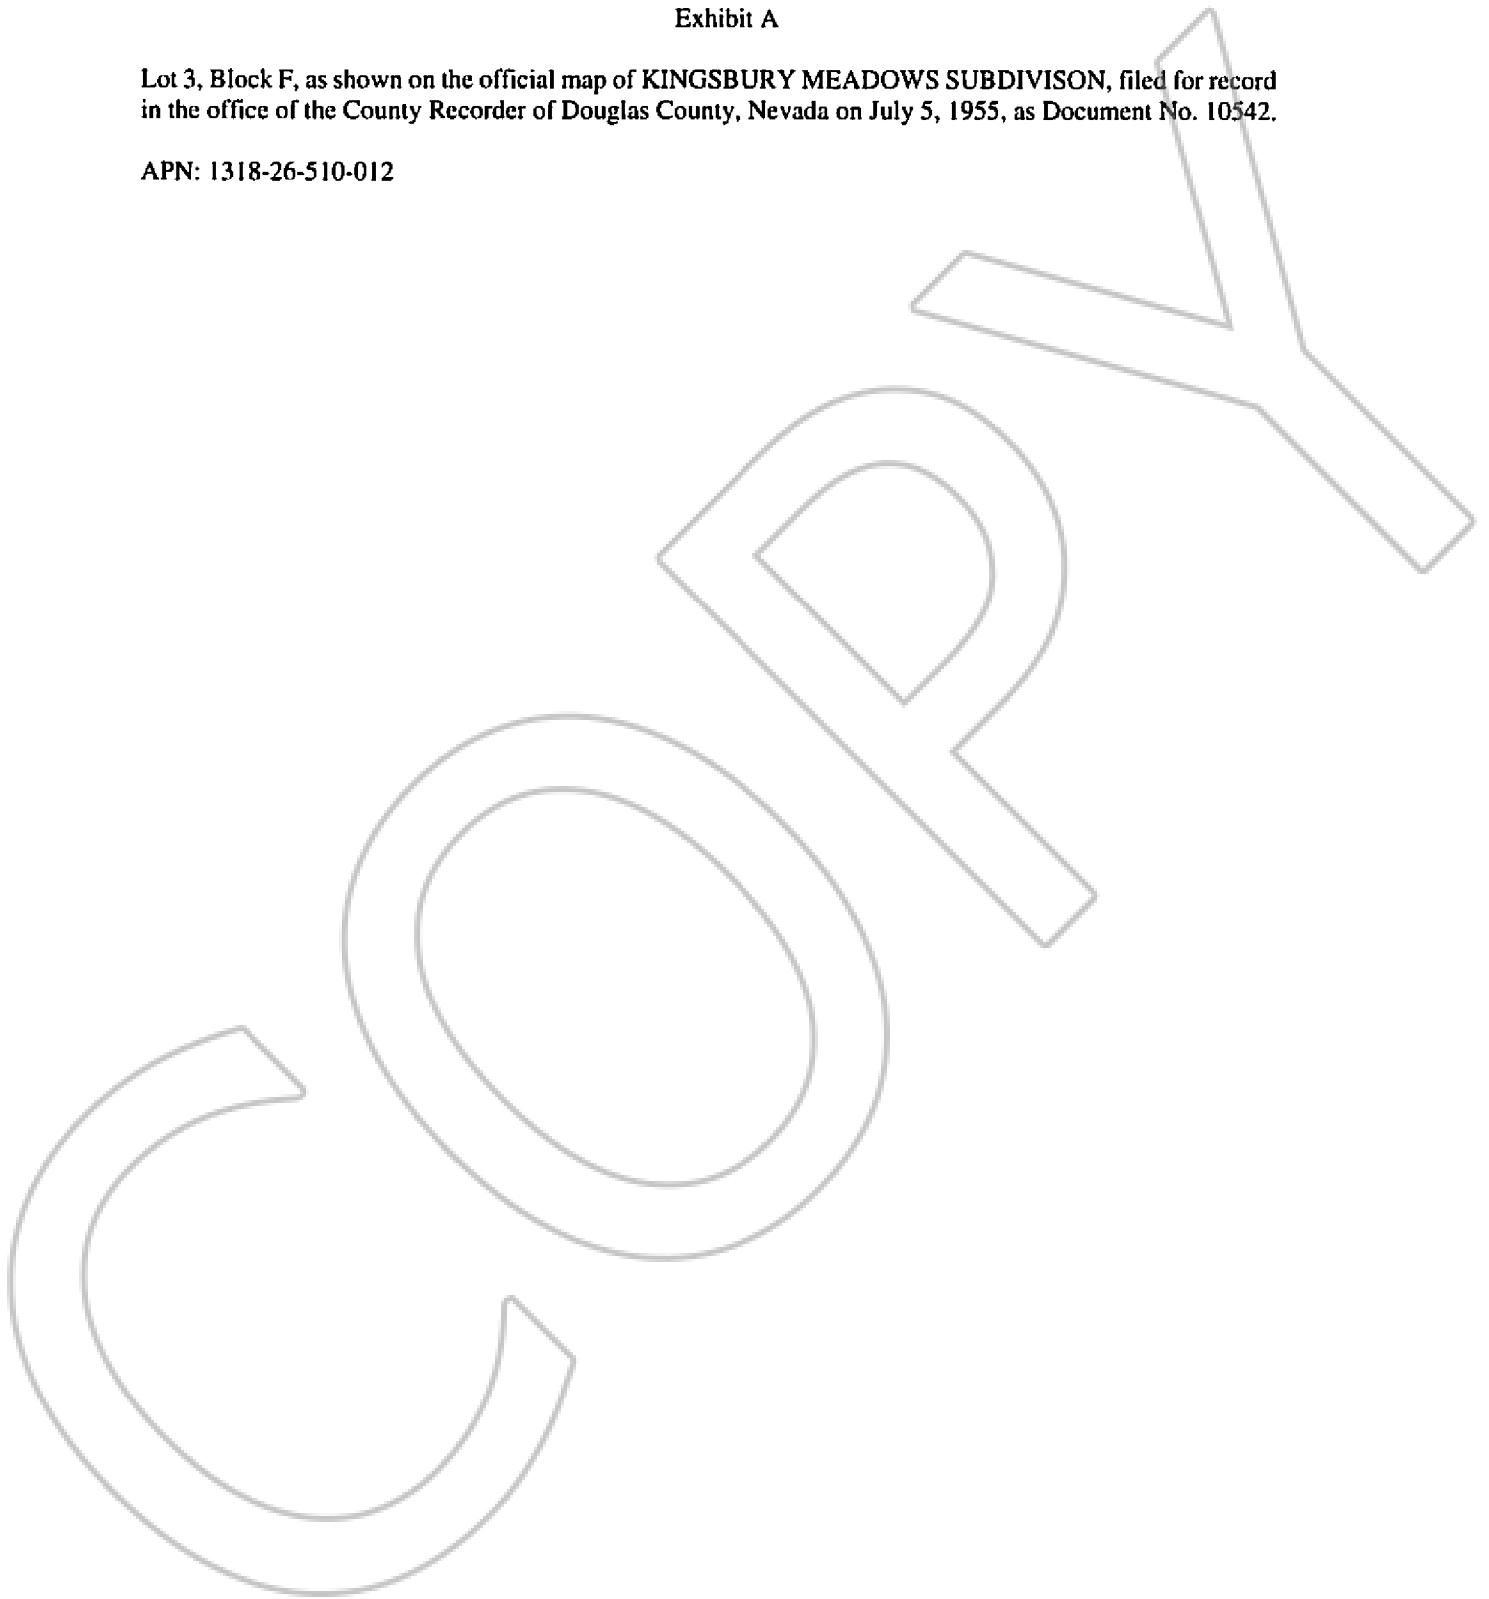 Exhibit A
Lot 3, Block F, as shown on the official map of KINGSBURY MEADOWS SUBDIVISON, filed for record
in the office of the County Recorder of Douglas County, Nevada on July 5, 1955, as Document No. 10542.
APN: 1318-26-510-012
COPY